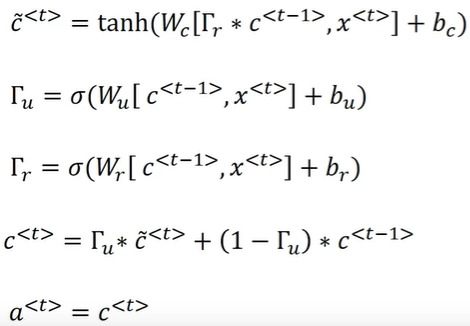 c̃^{<t>} = tanh(W_c[Γ_r * c^{<t−1>}, x^{<t>}] + b_c)
Γ_u = σ(W_u[ c^{<t−1>}, x^{<t>}] + b_u)
Γ_r = σ(W_r[ c^{<t−1>}, x^{<t>}] + b_r)
c^{<t>} = Γ_u * c̃^{<t>} + (1 − Γ_u) * c^{<t−1>}
a^{<t>} = c^{<t>}